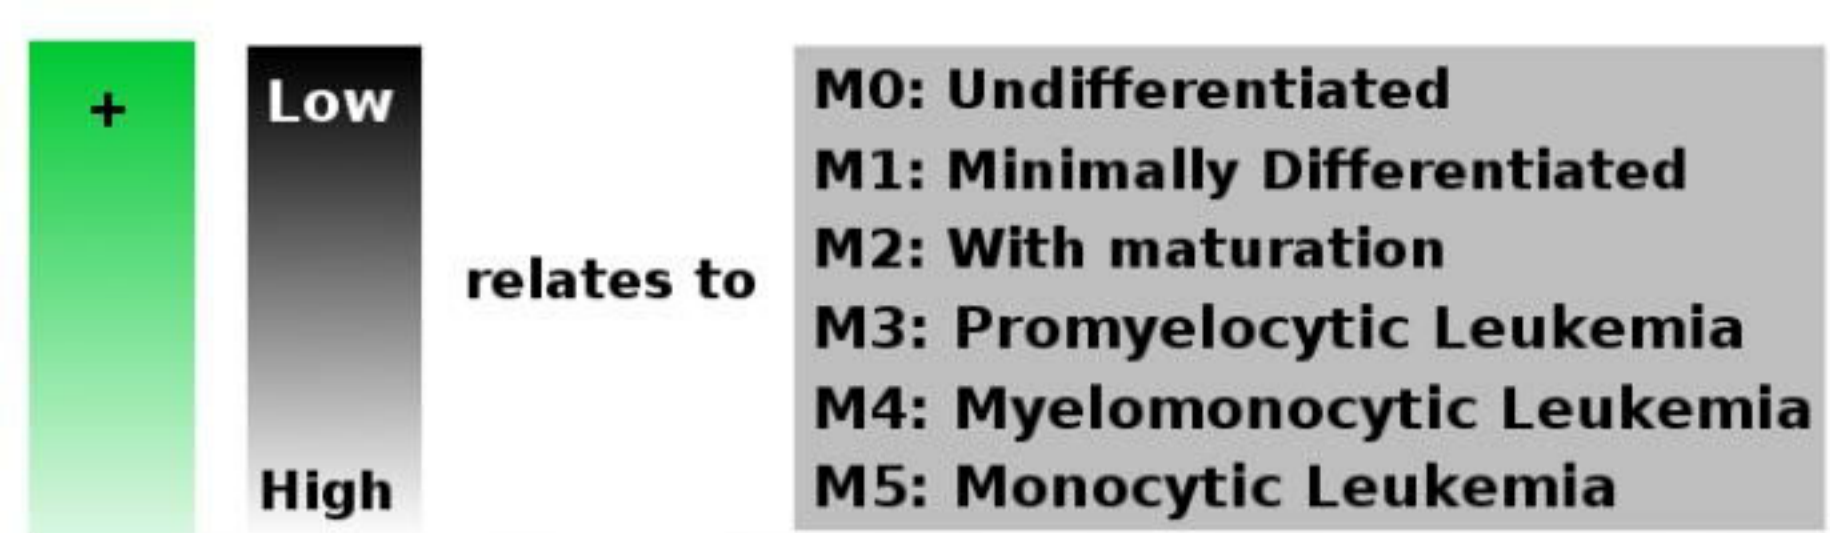 +
Low
High
relates to
M0: Undifferentiated
M1: Minimally Differentiated
M2: With maturation
M3: Promyelocytic Leukemia
M4: Myelomonocytic Leukemia
M5: Monocytic Leukemia